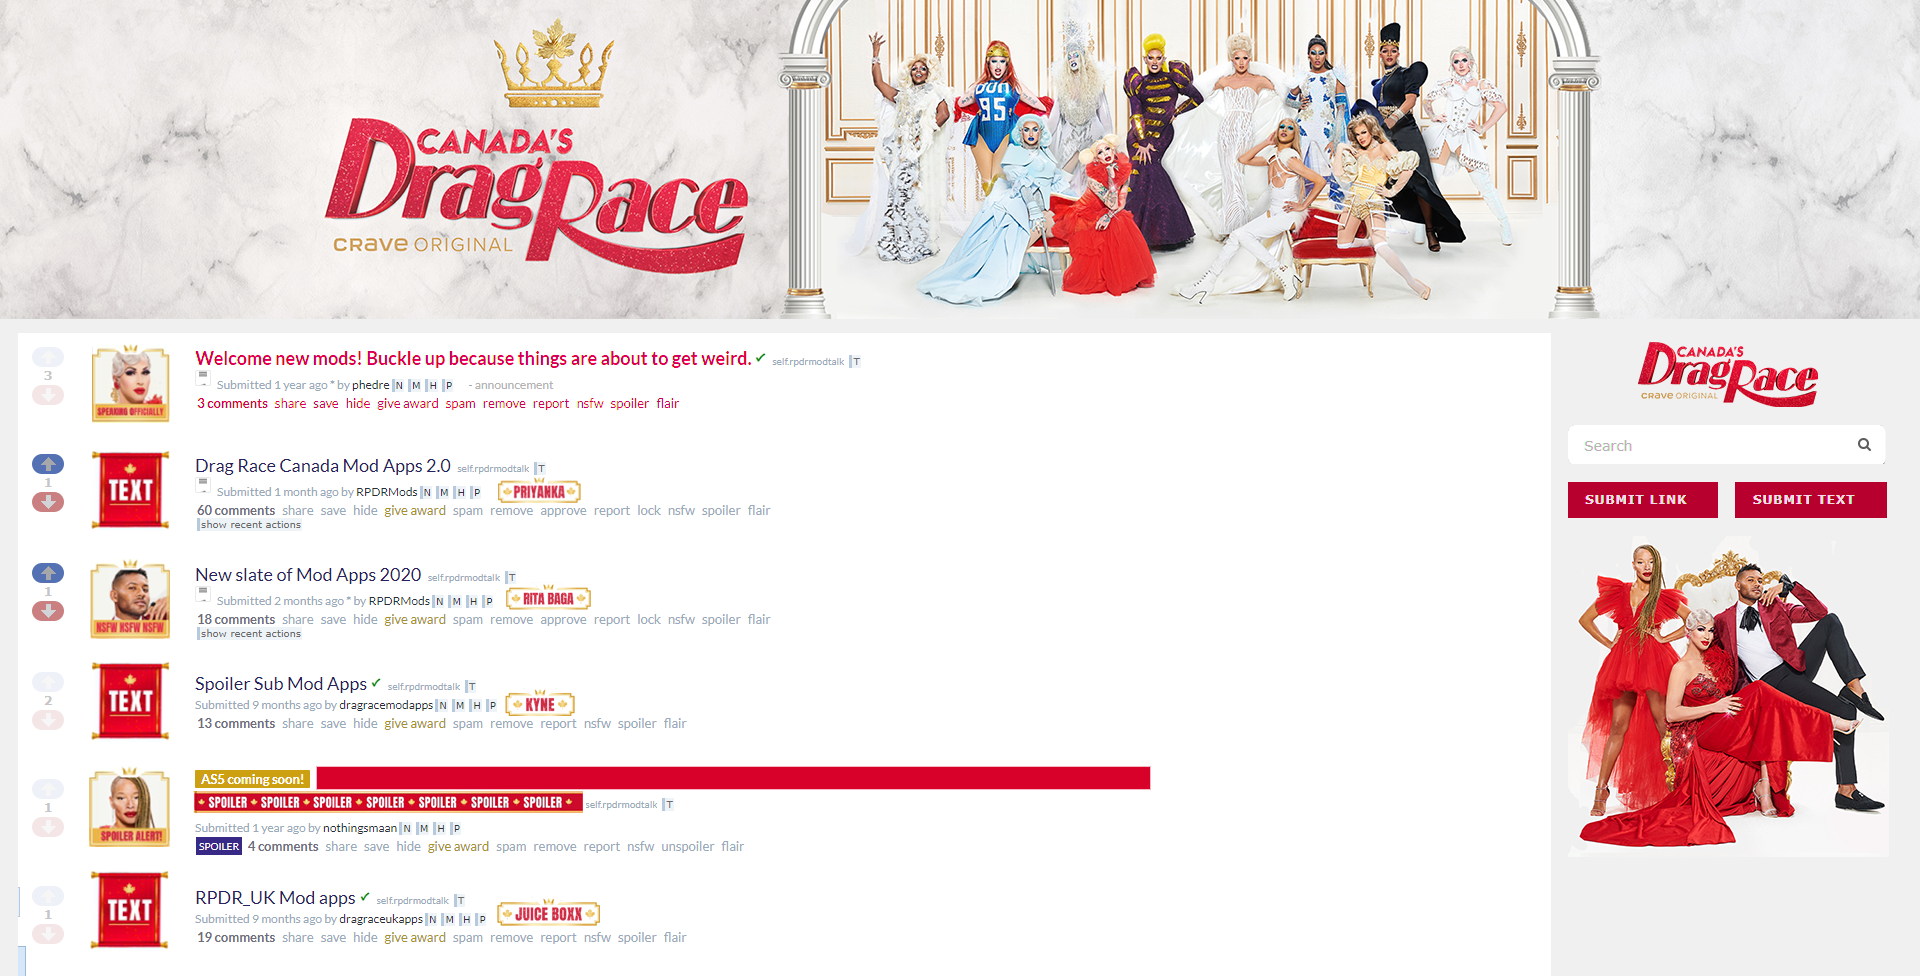 CANADA'S
DragRace
crave ORIGINAL
95
Welcome new mods! Buckle up because things are about to get weird. ✔ self.rpdrmodtalk T
SPEAKING OFFICIALLY
3
Submitted 1 year ago * by phedre N M H P - announcement
3 comments share save hide give award spam remove report nsfw spoiler flair
TEXT
Drag Race Canada Mod Apps 2.0 self.rpdrmodtalk T
1
Submitted 1 month ago by RPDRMods N M H P PRIYANKA
60 comments share save hide give award spam remove approve report lock nsfw spoiler flair
show recent actions
NSFW NSFW NSFW
New slate of Mod Apps 2020 self.rpdrmodtalk T
1
Submitted 2 months ago * by RPDRMods N M H P RITA BAGA
18 comments share save hide give award spam remove approve report lock nsfw spoiler flair
show recent actions
TEXT
Spoiler Sub Mod Apps ✔ self.rpdrmodtalk T
2
Submitted 9 months ago by dragracemodapps N M H P KYNE
13 comments share save hide give award spam remove report nsfw spoiler flair
SPOILER ALERT!
AS5 coming soon!
SPOILER SPOILER SPOILER SPOILER SPOILER SPOILER SPOILER self.rpdrmodtalk T
1
Submitted 1 year ago by nothingsmaan N M H P
SPOILER 4 comments share save hide give award spam remove report nsfw unspoiler flair
TEXT
RPDR_UK Mod apps ✔ self.rpdrmodtalk T
1
Submitted 9 months ago by dragraceukapps N M H P JUICE BOXX
19 comments share save hide give award spam remove report nsfw spoiler flair
CANADA'S
DragRace
crave ORIGINAL
Search
SUBMIT LINK
SUBMIT TEXT